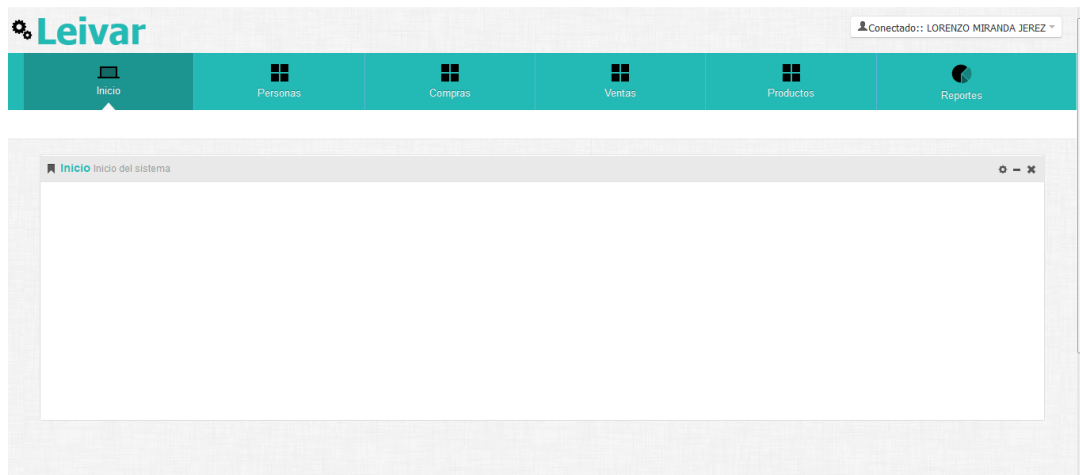 Leivar
Conectado:: LORENZO MIRANDA JEREZ
Inicio Personas Compras Ventas Productos Reportes
Inicio Inicio del sistema